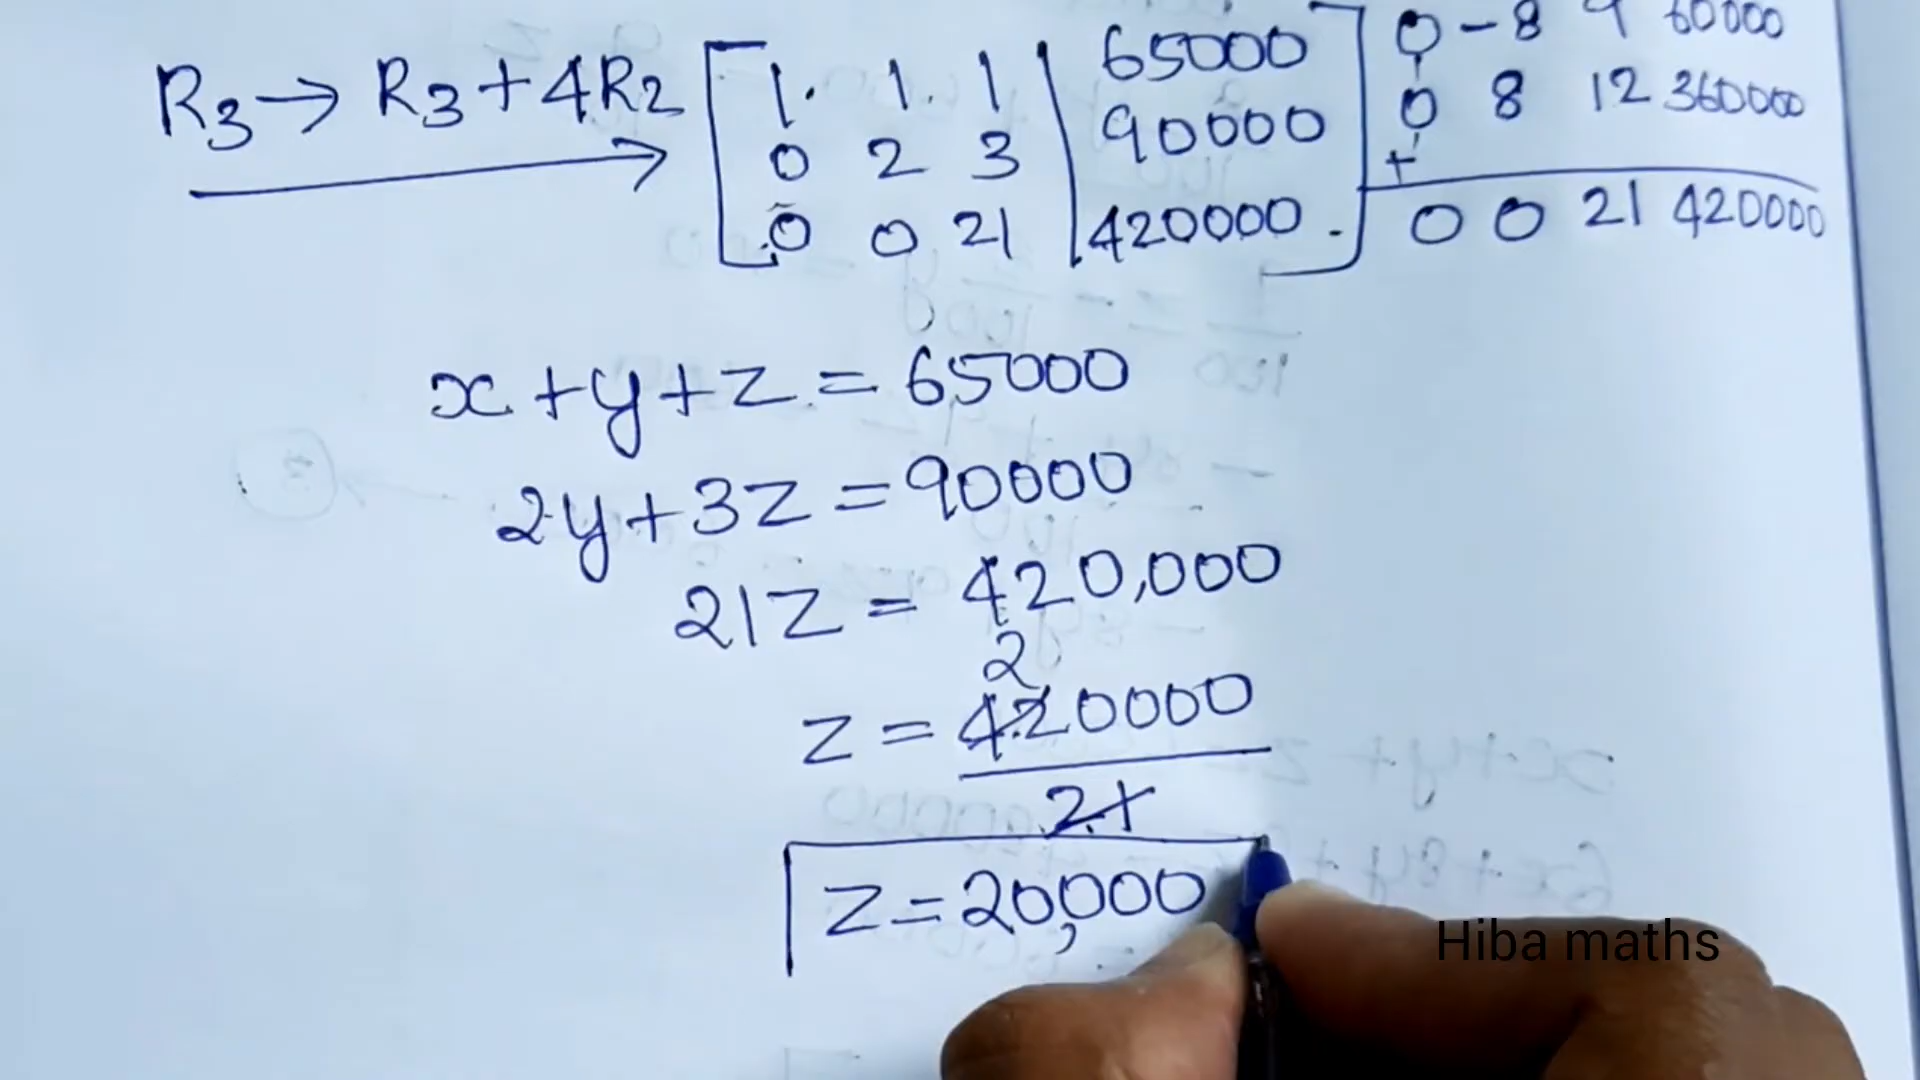 0 -8 9 60000
R3 → R3+4R2 [ 1 1 1 | 65000 ] 0 8 12 360000
0 2 3 | 90000 +
0 0 21 | 420000 0 0 21 420000
x+y+z = 65000
2y+3z = 90000
21z = 420,000
2
z = 420000
21
z = 20,000
Hiba maths